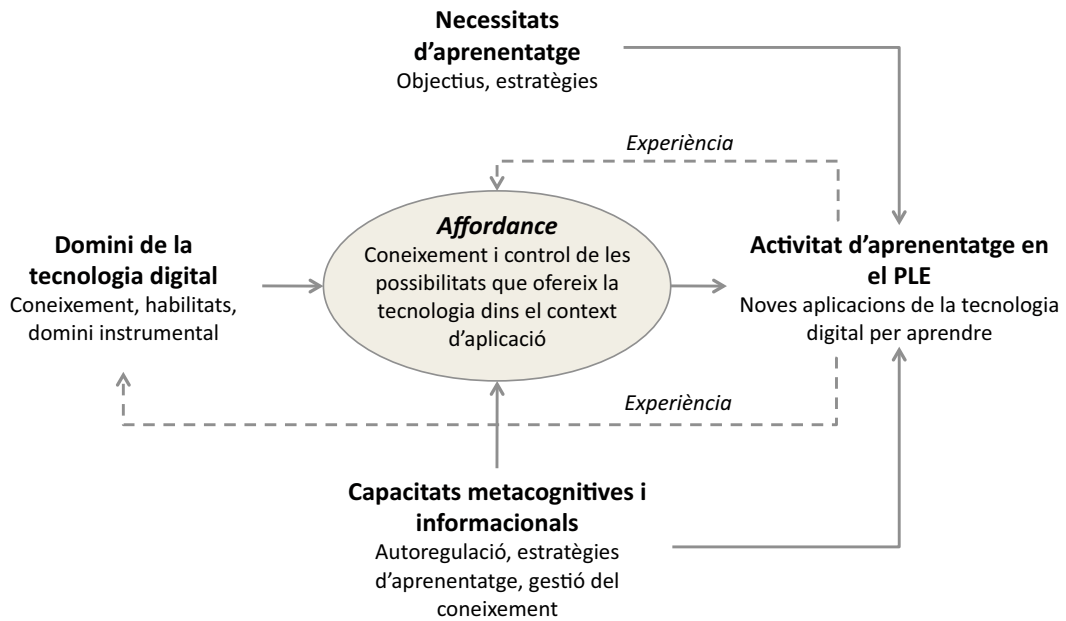 Necessitats
d’aprenentatge
Objectius, estratègies
Experiència
Affordance
Coneixement i control de les
possibilitats que ofereix la
tecnologia dins el context
d’aplicació
Domini de la
tecnologia digital
Coneixement, habilitats,
domini instrumental
Activitat d’aprenentatge en
el PLE
Noves aplicacions de la tecnologia
digital per aprendre
Experiència
Capacitats metacognitives i
informacionals
Autoregulació, estratègies
d’aprenentatge, gestió del
coneixement